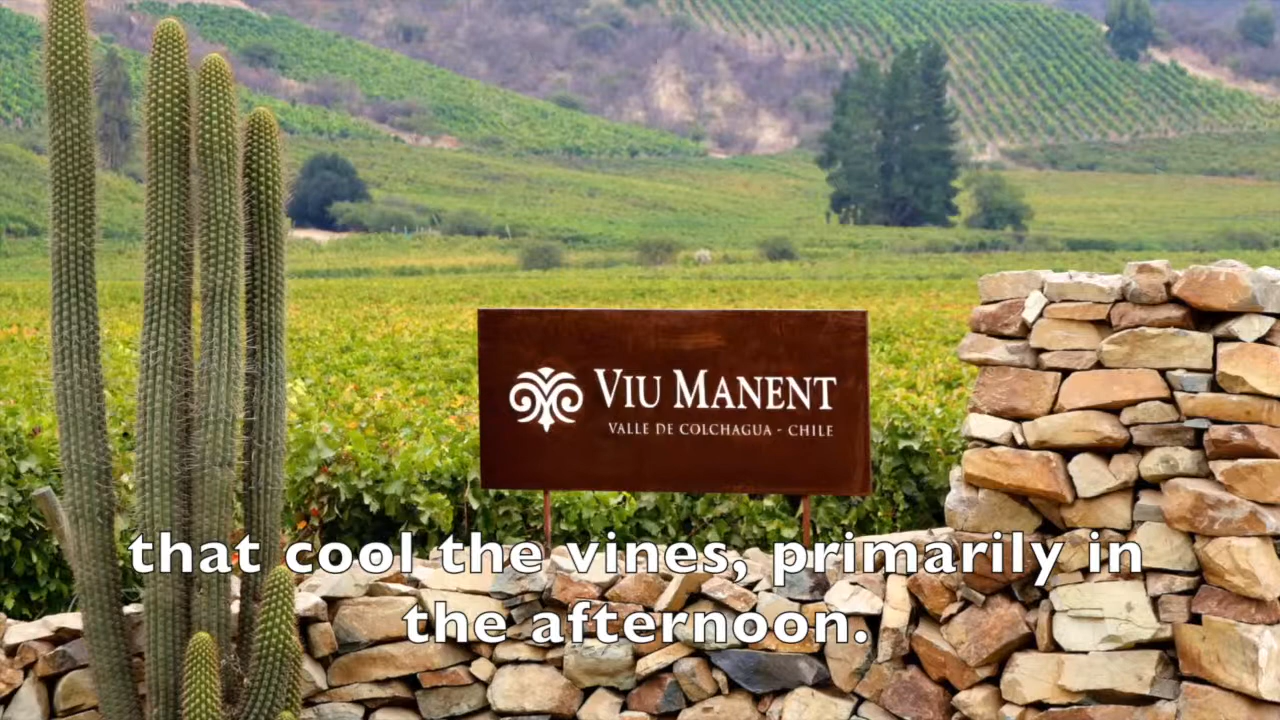 VIU MANENT
VALLE DE COLCHAGUA - CHILE
that cool the vines, primarily in
the afternoon.